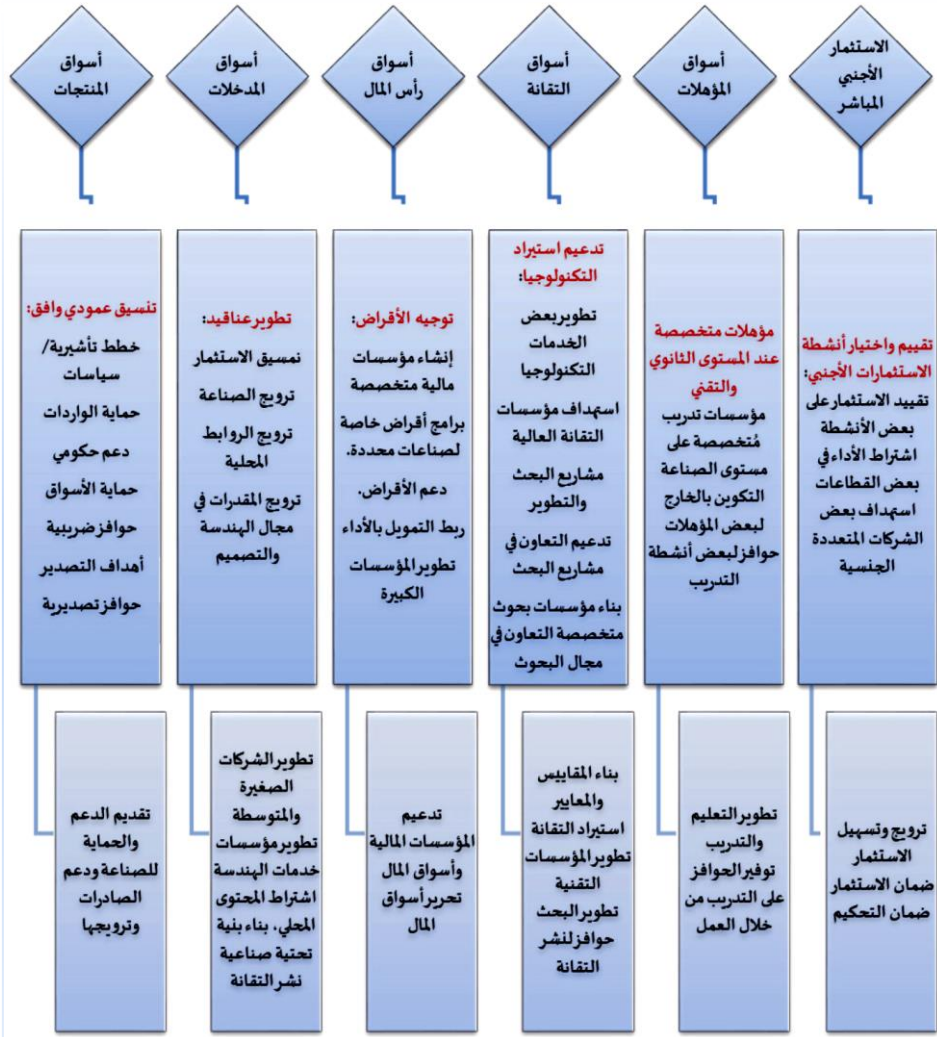 الاستثمار
الأجنبي
المباشر
أسواق
المؤهلات
أسواق
التقانة
أسواق
رأس المال
أسواق
المدخلات
أسواق
المنتجات
تقييم واختيار أنشطة
الاستثمارات الأجنبي:
تقييد الاستثمار على
بعض الأنشطة
اشتراط الأداء في
بعض القطاعات
استهداف بعض
الشركات المتعددة
الجنسية
مؤهلات متخصصة
عند المستوى الثانوي
والتقني
مؤسسات تدريب
مُتخصصة على
مستوى الصناعة
التكوين بالخارج
لبعض المؤهلات
حوافز لبعض أنشطة
التدريب
تدعيم استيراد
التكنولوجيا:
تطوير بعض
الخدمات
التكنولوجيا
استهداف مؤسسات
التقانة العالية
مشاريع البحث
والتطوير
تدعيم التعاون في
مشاريع البحث
بناء مؤسسات بحوث
متخصصة التعاون في
مجال البحوث
توجيه الأقراض:
إنشاء مؤسسات
مالية متخصصة
برامج أقراض خاصة
لصناعات محددة.
دعم الأقراض.
ربط التمويل بالأداء
تطوير المؤسسات
الكبيرة
تطوير عناقيد:
نمسيق الاستثمار
ترويج الصناعة
ترويج الروابط
المحلية
ترويج المقدرات في
مجال الهندسة
والتصميم
تنسيق عمودي وافق:
خطط تأشيرية/
سياسات
حماية الواردات
دعم حكومي
حماية الأسواق
حوافز ضريبية
أهداف التصدير
حوافز تصديرية
ترويج وتسهيل
الاستثمار
ضمان الاستثمار
ضمان التحكيم
تطوير التعليم
والتدريب
توفير الحوافز
على التدريب من
خلال العمل
بناء المقاييس
والمعايير
استيراد التقانة
تطوير المؤسسات
التقنية
تطوير البحث
حوافز لنشر
التقانة
تدعيم
المؤسسات المالية
وأسواق المال
تحرير أسواق
المال
تطوير الشركات
الصغيرة
والمتوسطة
تطوير مؤسسات
خدمات الهندسة
اشتراط المحتوى
المحلي، بناء بنية
تحتية صناعية
نشر التقانة
تقديم الدعم
والحماية
للصناعة ودعم
الصادرات
وترويجها